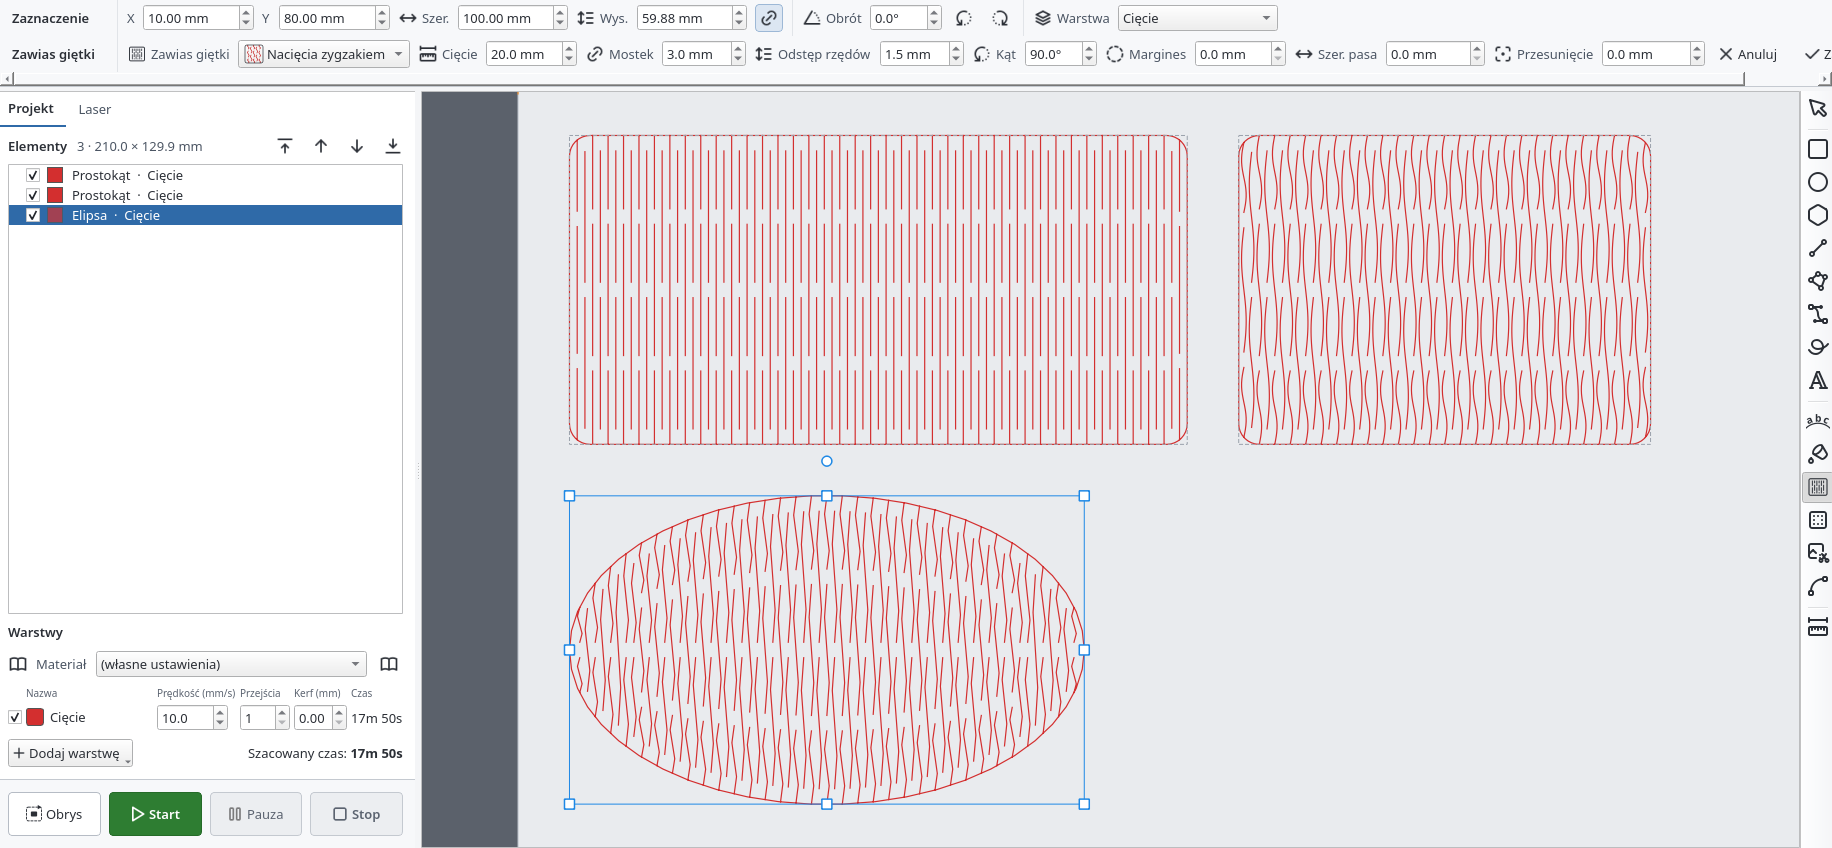 Zaznaczenie X 10.00 mm Y 80.00 mm Szer. 100.00 mm Wys. 59.88 mm Obrót 0.0° Warstwa Cięcie
Zawias giętki Zawias giętki Nacięcia zygzakiem Cięcie 20.0 mm Mostek 3.0 mm Odstęp rzędów 1.5 mm Kąt 90.0° Margines 0.0 mm Szer. pasa 0.0 mm Przesunięcie 0.0 mm Anuluj Z
Projekt Laser
Elementy 3 · 210.0 × 129.9 mm
Prostokąt · Cięcie
Prostokąt · Cięcie
Elipsa · Cięcie
Warstwy
Materiał (własne ustawienia)
Nazwa Prędkość (mm/s) Przejścia Kerf (mm) Czas
Cięcie 10.0 1 0.00 17m 50s
Dodaj warstwę Szacowany czas: 17m 50s
Obrys Start Pauza Stop
A
abc